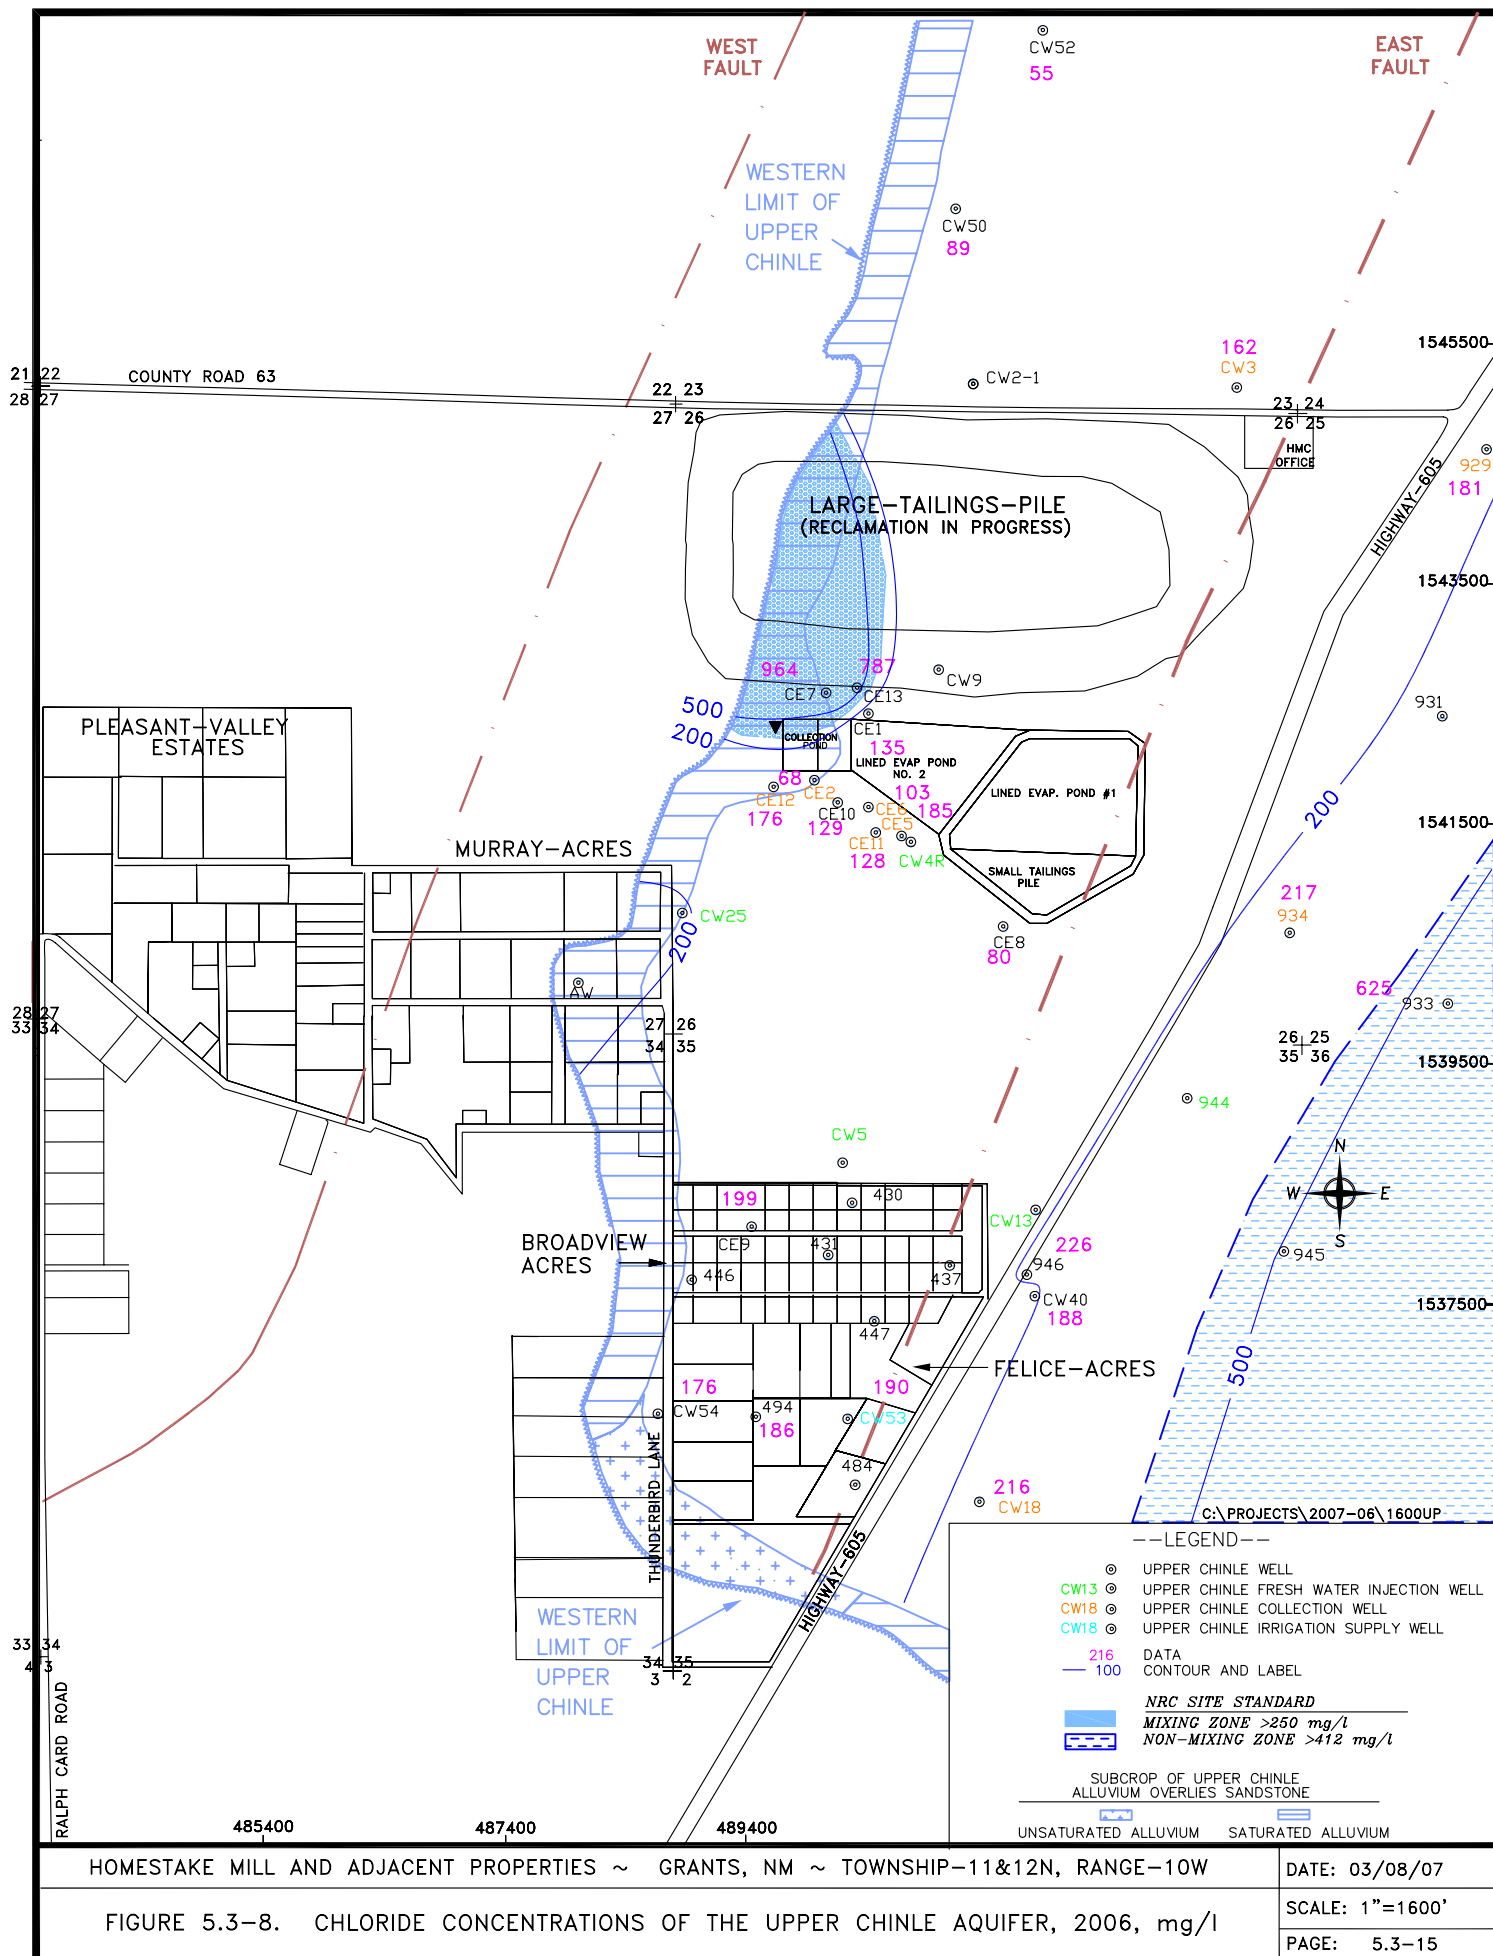 WEST
FAULT
EAST
FAULT
CW52
55
WESTERN
LIMIT OF
UPPER
CHINLE
CW50
89
162
CW3
1545500
21 22
28 27
COUNTY ROAD 63
22 23
27 26
CW2-1
23 24
26 25
HMC
OFFICE
929
181
HIGHWAY-605
LARGE-TAILINGS-PILE
(RECLAMATION IN PROGRESS)
1543500
964
787
CE7
CE13
CW9
500
200
CE1
931
PLEASANT-VALLEY
ESTATES
COLLECTION
POND
135
LINED EVAP POND
NO. 2
68
CE12
CE2
103
CE6
185
LINED EVAP. POND #1
200
1541500
176
CE10
129
CE5
CE11
128
CW4R
MURRAY-ACRES
SMALL TAILINGS
PILE
217
934
CW25
200
CE8
80
AW
625
933
28 27
33 34
27 26
34 35
26 25
35 36
1539500
944
CW5
N
W E
S
199
430
CW13
CE9
431
BROADVIEW
ACRES
226
945
446
437
946
CW40
188
1537500
447
FELICE-ACRES
500
176
190
CW54
494
186
CW53
484
THUNDERBIRD LANE
216
CW18
HIGHWAY-605
C:\PROJECTS\2007-06\1600UP
--LEGEND--
UPPER CHINLE WELL
CW13 UPPER CHINLE FRESH WATER INJECTION WELL
CW18 UPPER CHINLE COLLECTION WELL
CW18 UPPER CHINLE IRRIGATION SUPPLY WELL
216 DATA
100 CONTOUR AND LABEL
NRC SITE STANDARD
MIXING ZONE >250 mg/l
NON-MIXING ZONE >412 mg/l
SUBCROP OF UPPER CHINLE
ALLUVIUM OVERLIES SANDSTONE
UNSATURATED ALLUVIUM SATURATED ALLUVIUM
WESTERN
LIMIT OF
UPPER
CHINLE
33 34
4 3
34 35
3 2
RALPH CARD ROAD
485400
487400
489400
HOMESTAKE MILL AND ADJACENT PROPERTIES ~ GRANTS, NM ~ TOWNSHIP-11&12N, RANGE-10W
DATE: 03/08/07
FIGURE 5.3-8. CHLORIDE CONCENTRATIONS OF THE UPPER CHINLE AQUIFER, 2006, mg/l
SCALE: 1"=1600'
PAGE: 5.3-15